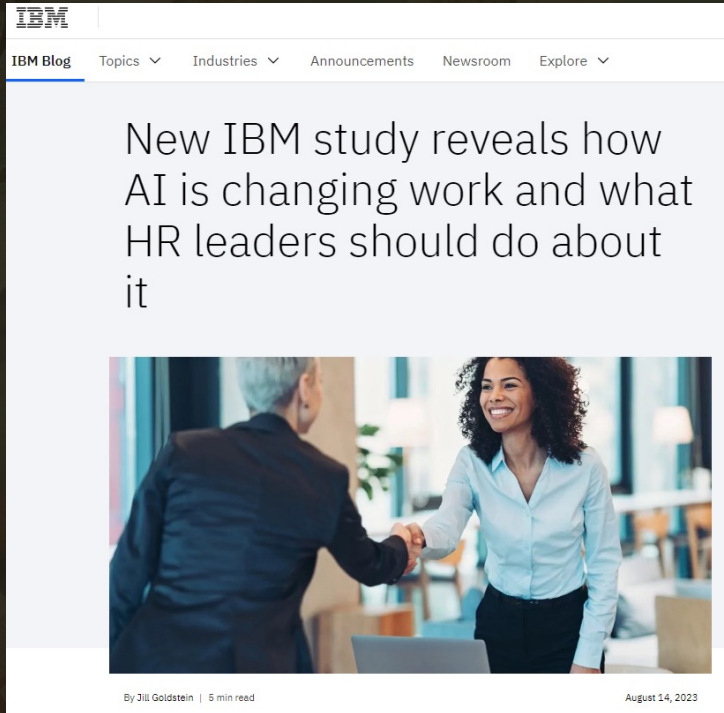 IBM
IBM Blog Topics Industries Announcements Newsroom Explore
New IBM study reveals how
AI is changing work and what
HR leaders should do about
it
By Jill Goldstein | 5 min read August 14, 2023